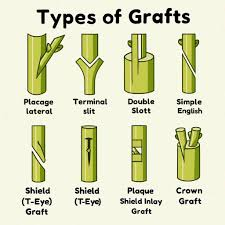 Types of Grafts
Placage
lateral
Terminal
slit
Double
Slott
Simple
English
Shield
(T-Eye)
Graft
Shield
(T-Eye)
Plaque
Shield Inlay
Graft
Crown
Graft